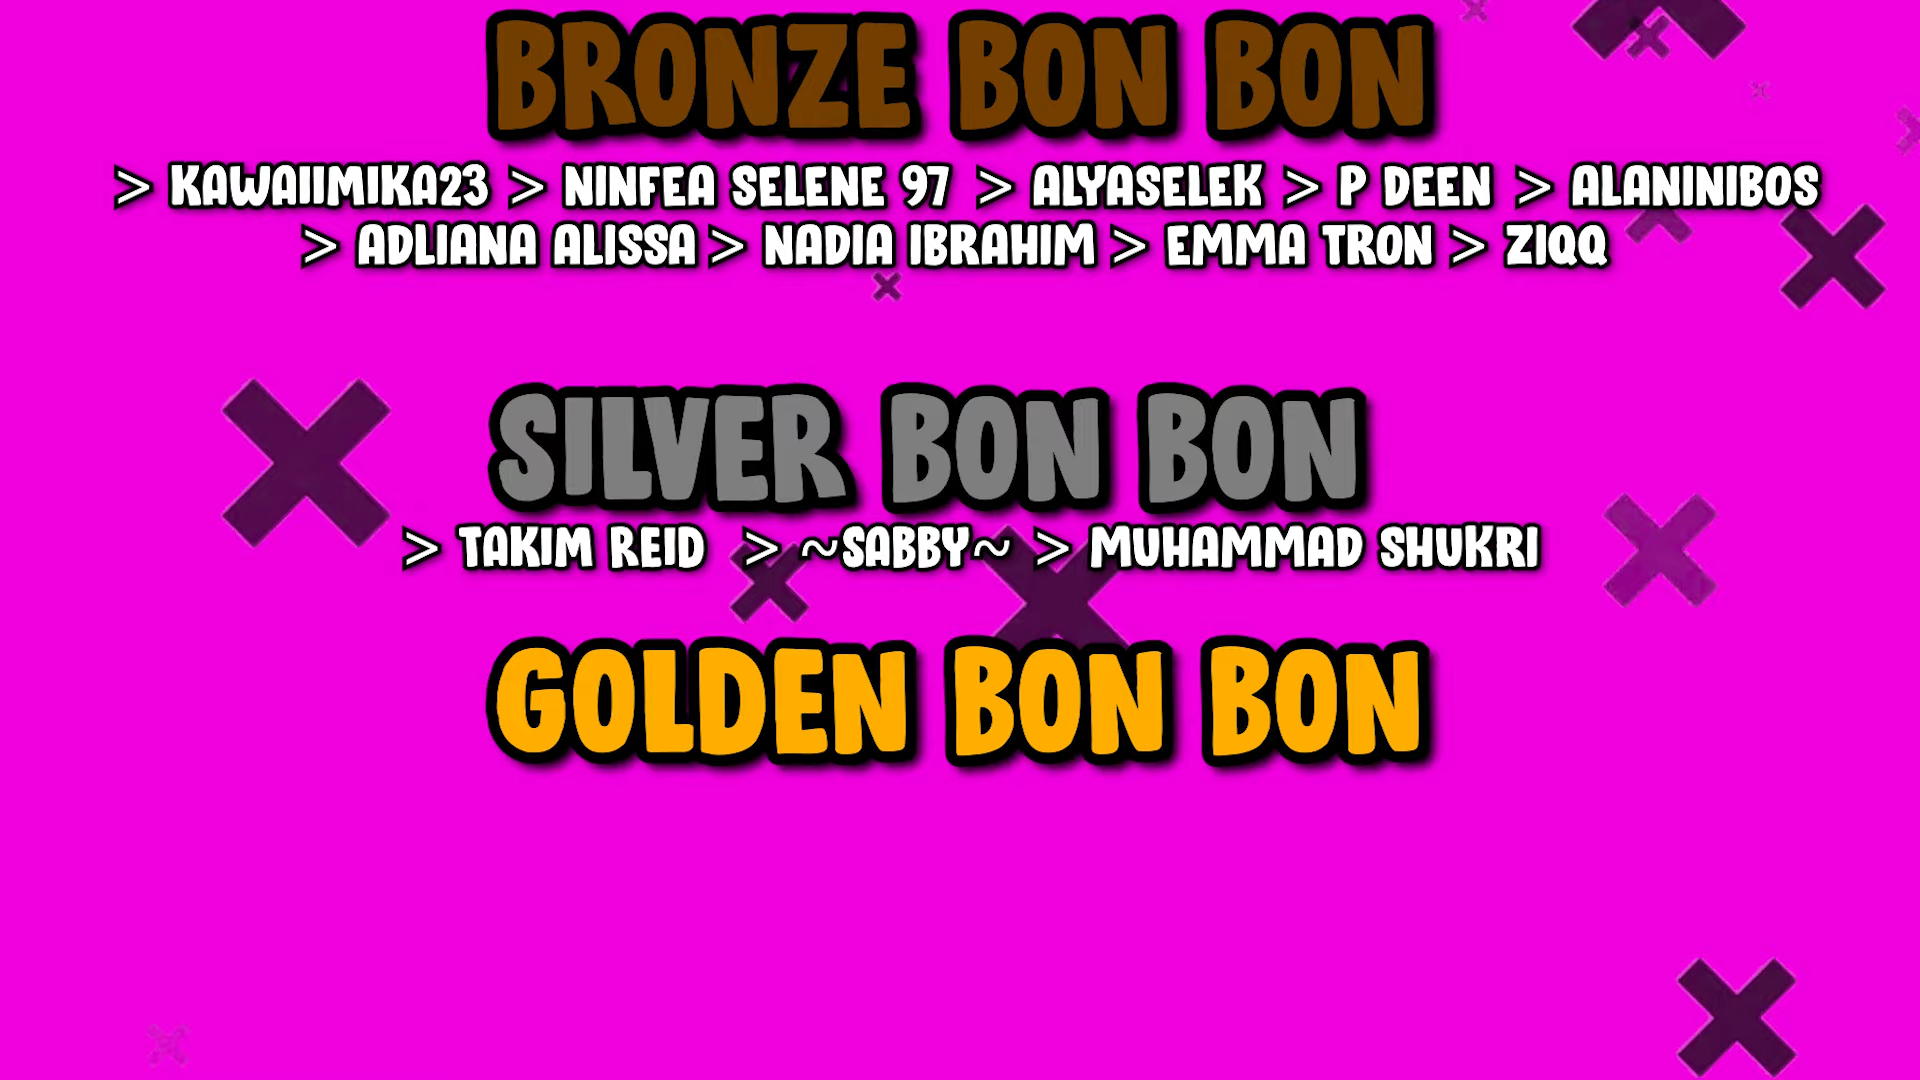 BRONZE BON BON
> KAWAIIMIKA23 > NINFEA SELENE 97 > ALYASELEK > P DEEN > ALANINIBOS
> ADLIANA ALISSA > NADIA IBRAHIM > EMMA TRON > ZIQQ
SILVER BON BON
> TAKIM REID > ~SABBY~ > MUHAMMAD SHUKRI
GOLDEN BON BON